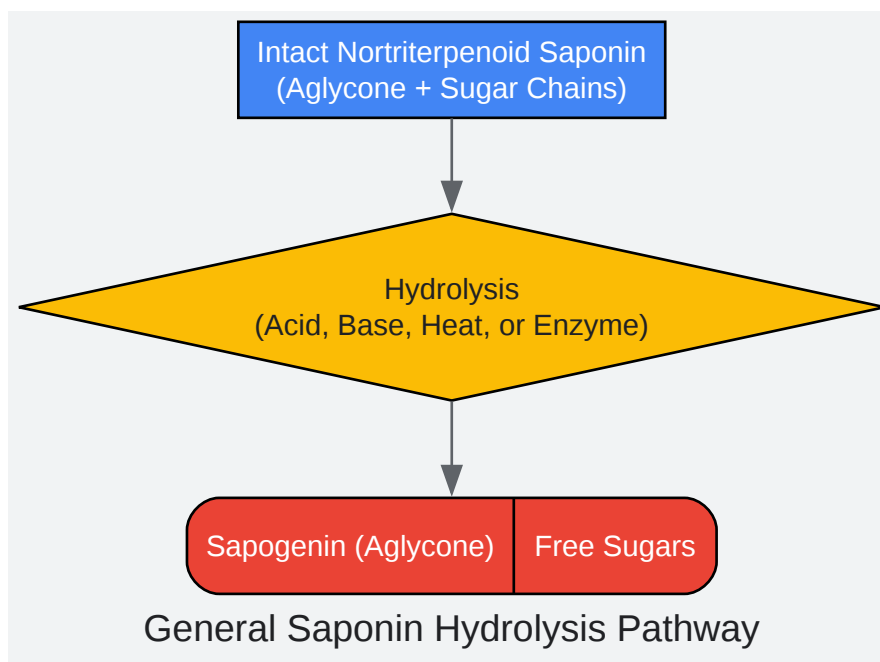 Intact Nortriterpenoid Saponin
(Aglycone + Sugar Chains)
Hydrolysis
(Acid, Base, Heat, or Enzyme)
Sapogenin (Aglycone)
Free Sugars
General Saponin Hydrolysis Pathway